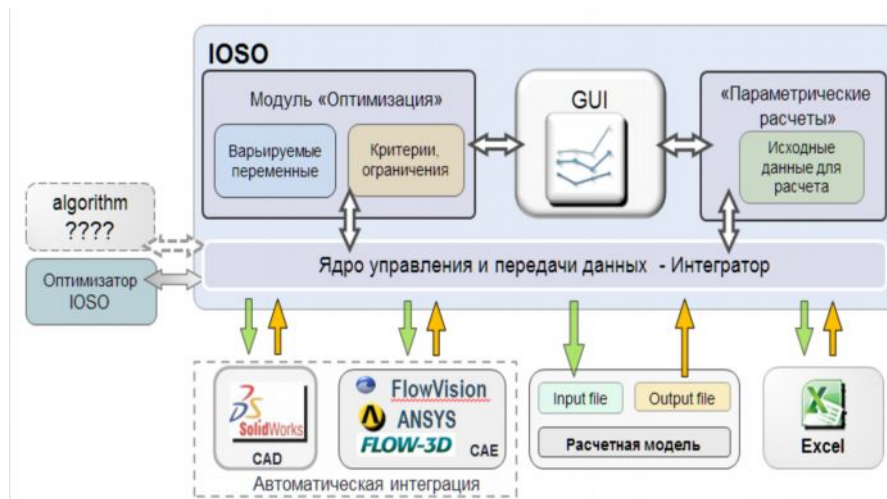 IOSO
Модуль «Оптимизация»
Варьируемые
переменные
Критерии,
ограничения
GUI
«Параметрические
расчеты»
Исходные
данные для
расчета
algorithm
????
Оптимизатор
IOSO
Ядро управления и передачи данных - Интегратор
SolidWorks
CAD
FlowVision
ANSYS
FLOW-3D
CAE
Автоматическая интеграция
Input file
Output file
Расчетная модель
Excel